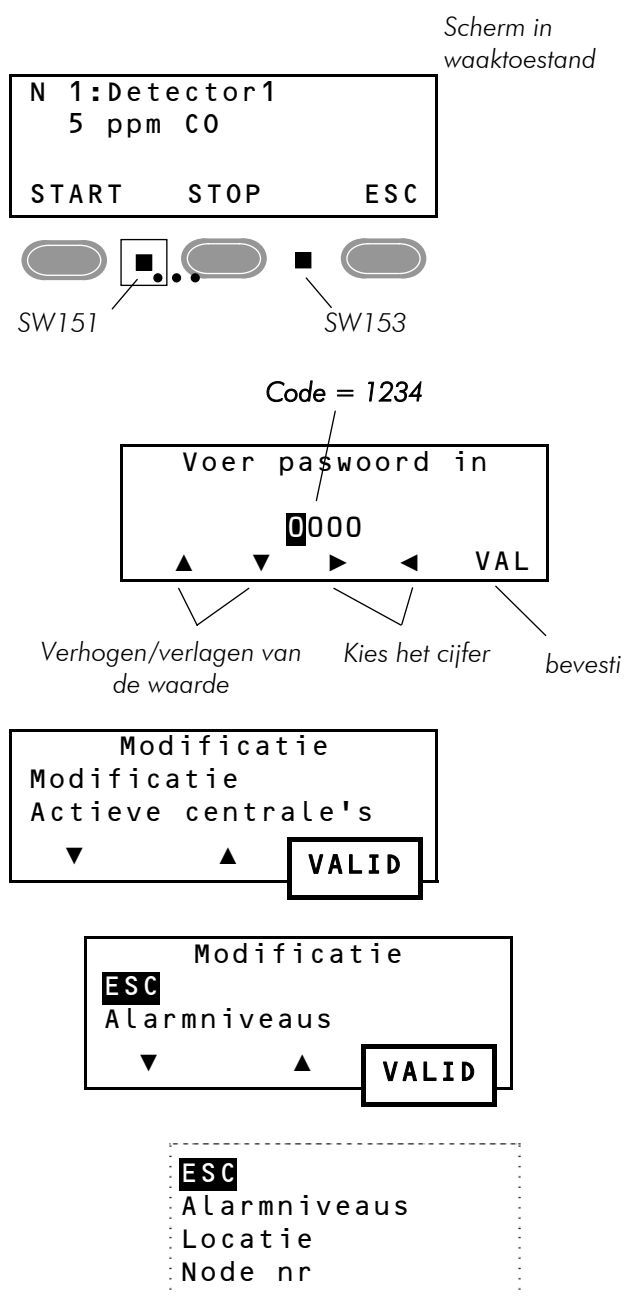 Scherm in
waaktoestand
N 1:Detector1
5 ppm CO
START STOP ESC
SW151 SW153
Code = 1234
Voer paswoord in
0000
▲ ▼ ► ◄ VAL
Verhogen/verlagen van
de waarde
Kies het cijfer
bevesti
Modificatie
Modificatie
Actieve centrale's
▼ ▲ VALID
Modificatie
ESC
Alarmniveaus
▼ ▲ VALID
ESC
Alarmniveaus
Locatie
Node nr